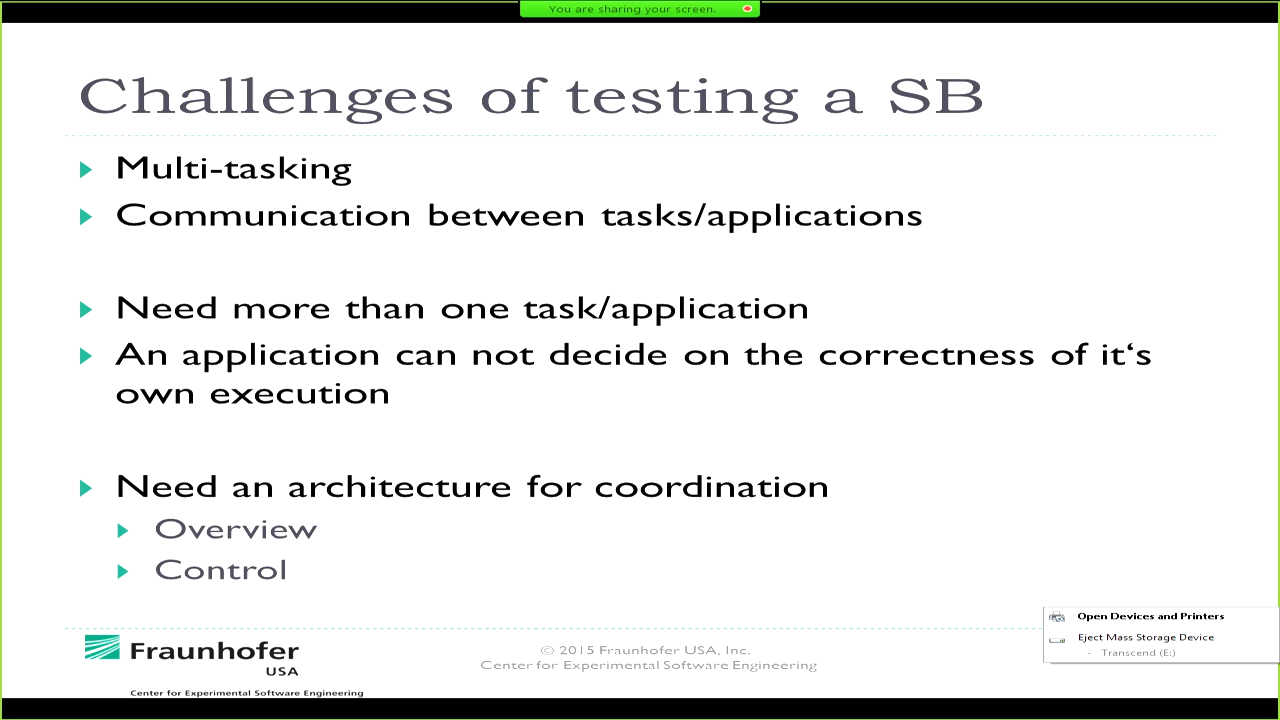 You are sharing your screen.
Challenges of testing a SB
Multi-tasking
Communication between tasks/applications
Need more than one task/application
An application can not decide on the correctness of it‘s
own execution
Need an architecture for coordination
Overview
Control
Fraunhofer
USA
Center for Experimental Software Engineering
© 2015 Fraunhofer USA, Inc.
Center for Experimental Software Engineering
Open Devices and Printers
Eject Mass Storage Device
- Transcend (E:)